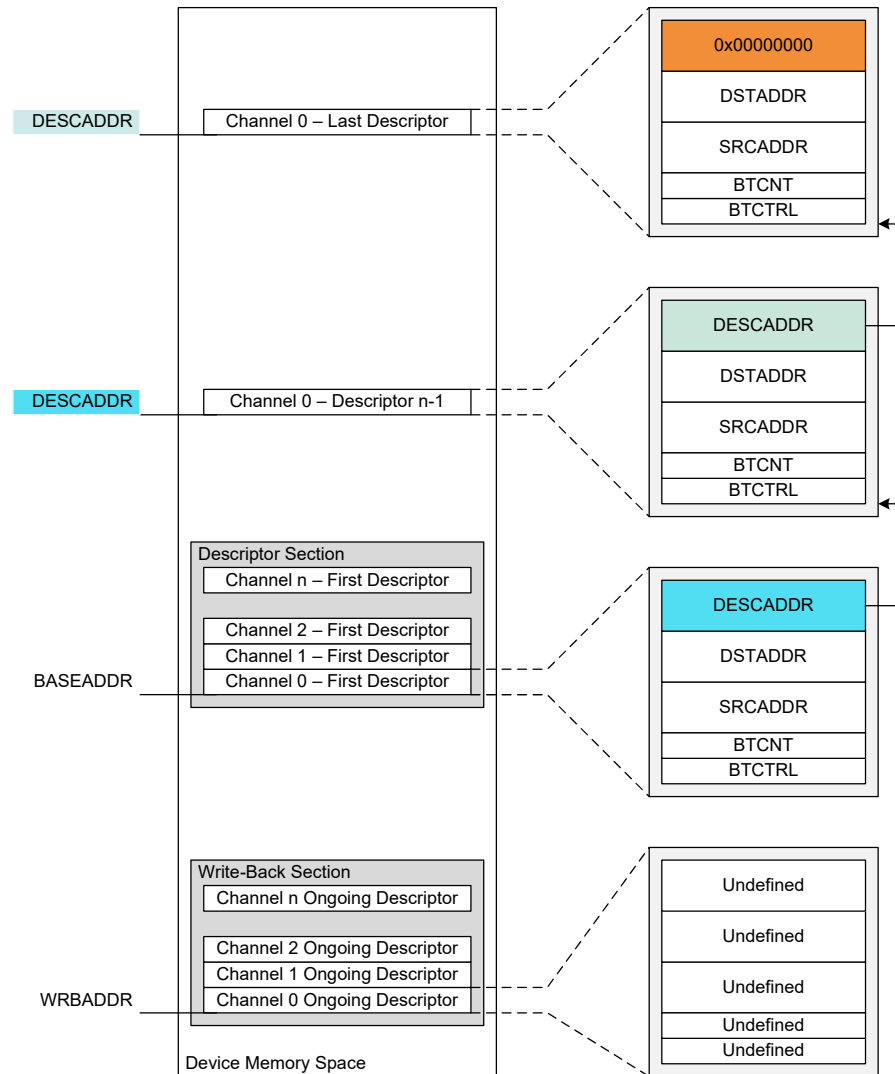 0x00000000
DSTADDR
DESCADDR
Channel 0 – Last Descriptor
SRCADDR
BTCNT
BTCTRL
DESCADDR
DSTADDR
DESCADDR
Channel 0 – Descriptor n-1
SRCADDR
BTCNT
BTCTRL
Descriptor Section
Channel n – First Descriptor
Channel 2 – First Descriptor
Channel 1 – First Descriptor
BASEADDR
Channel 0 – First Descriptor
DESCADDR
DSTADDR
SRCADDR
BTCNT
BTCTRL
Write-Back Section
Channel n Ongoing Descriptor
Channel 2 Ongoing Descriptor
Channel 1 Ongoing Descriptor
WRBADDR
Channel 0 Ongoing Descriptor
Undefined
Undefined
Undefined
Undefined
Undefined
Device Memory Space